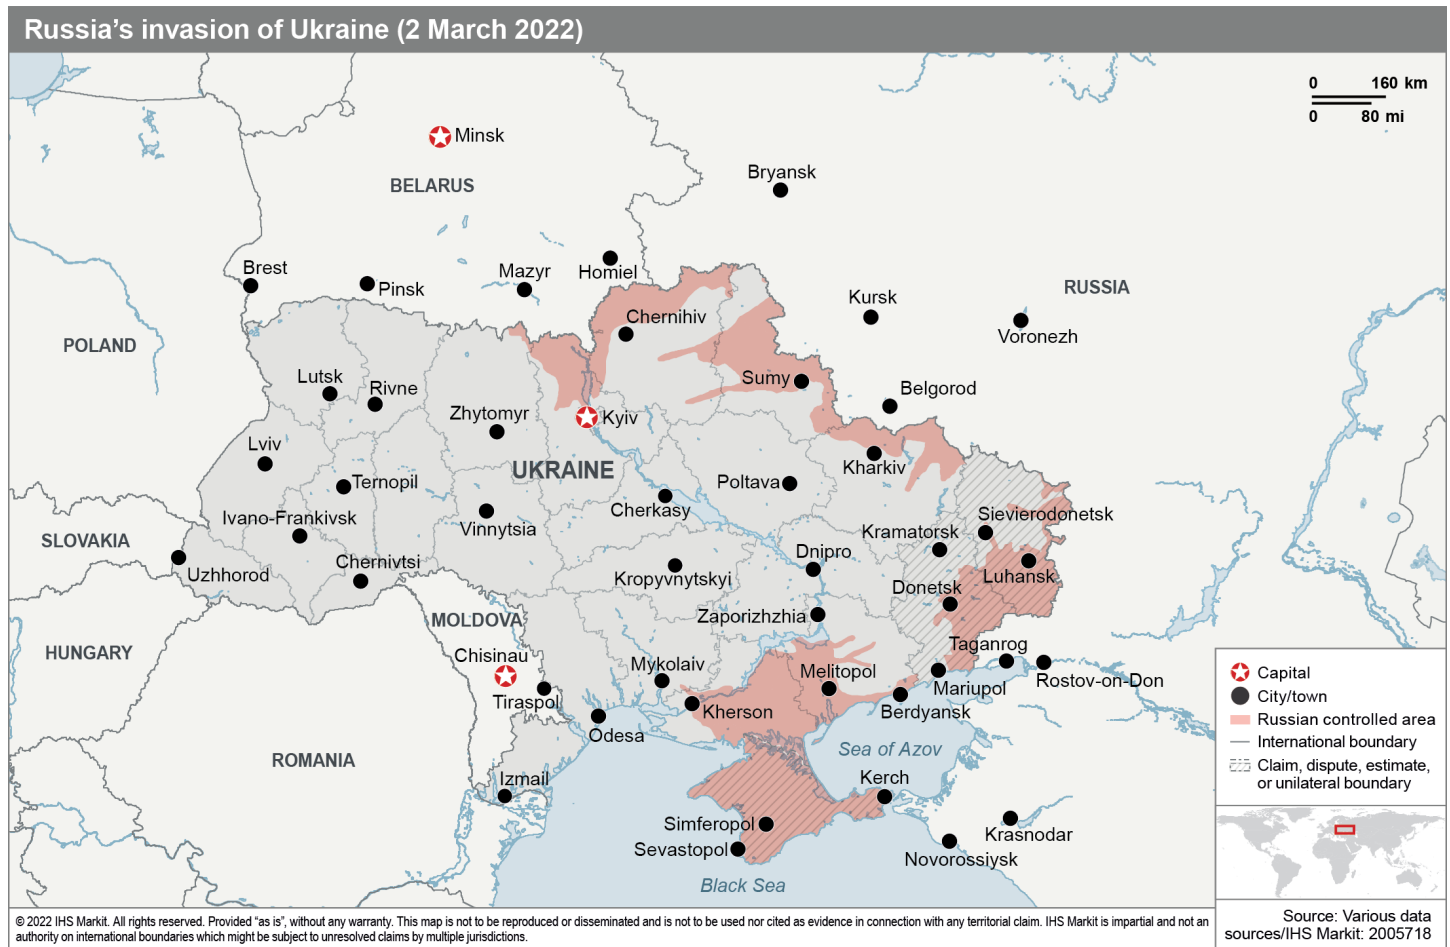 Russia's invasion of Ukraine (2 March 2022)
0 160 km
0 80 mi
Minsk
BELARUS
Bryansk
Brest
Pinsk
Mazyr
Homiel
Kursk
RUSSIA
Voronezh
Chernihiv
POLAND
Lutsk
Rivne
Sumy
Belgorod
Zhytomyr
Kyiv
Lviv
UKRAINE
Kharkiv
Ternopil
Poltava
Cherkasy
Ivano-Frankivsk
Vinnytsia
Sievierodonetsk
Kramatorsk
SLOVAKIA
Uzhhorod
Chernivtsi
Dnipro
Kropyvnytskyi
Luhansk
Donetsk
Zaporizhzhia
MOLDOVA
HUNGARY
Chisinau
Taganrog
Mykolaiv
Melitopol
Rostov-on-Don
Mariupol
Tiraspol
Kherson
Berdyansk
Odesa
Sea of Azov
ROMANIA
Izmail
Kerch
Simferopol
Krasnodar
Sevastopol
Novorossiysk
Black Sea
Capital
City/town
Russian controlled area
International boundary
Claim, dispute, estimate,
or unilateral boundary
© 2022 IHS Markit. All rights reserved. Provided “as is”, without any warranty. This map is not to be reproduced or disseminated and is not to be used nor cited as evidence in connection with any territorial claim. IHS Markit is impartial and not an
authority on international boundaries which might be subject to unresolved claims by multiple jurisdictions.
Source: Various data
sources/IHS Markit: 2005718